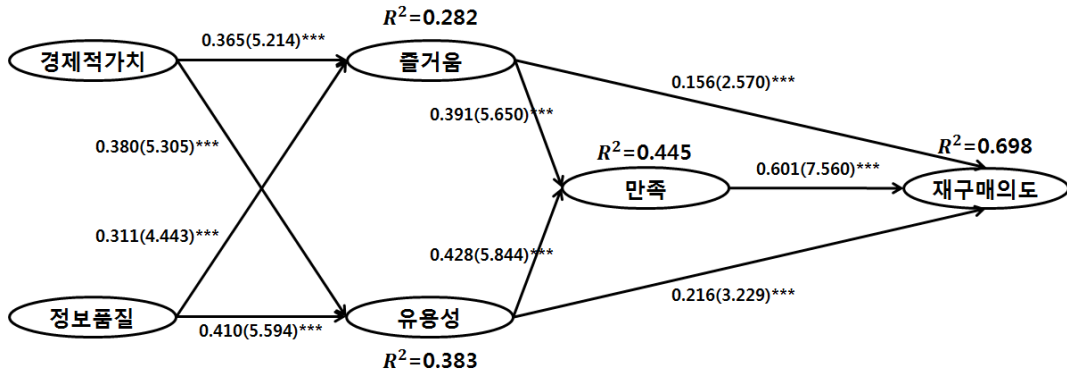 R²=0.282
경제적가치
0.365(5.214)***
즐거움
0.156(2.570)***
0.391(5.650)***
0.380(5.305)***
R²=0.445
R²=0.698
만족
0.601(7.560)***
재구매의도
0.311(4.443)***
0.428(5.844)***
0.216(3.229)***
정보품질
0.410(5.594)***
유용성
R²=0.383